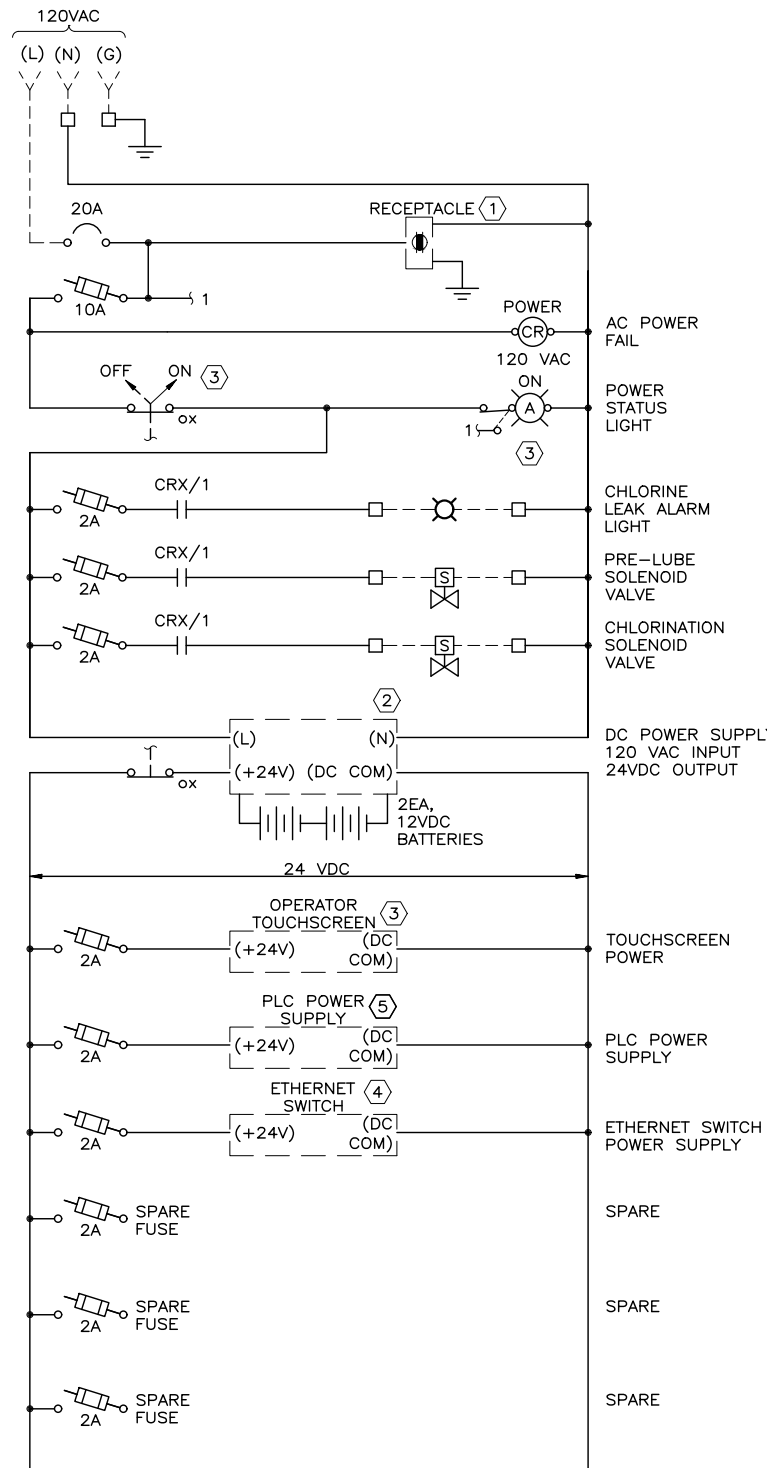 120VAC
(L) (N) (G)
20A
RECEPTACLE 1
10A
1
POWER
CR
120 VAC
AC POWER
FAIL
OFF ON 3
OX
ON
A
1
3
POWER
STATUS
LIGHT
2A
CRX/1
CHLORINE
LEAK ALARM
LIGHT
2A
CRX/1
S
PRE-LUBE
SOLENOID
VALVE
2A
CRX/1
S
CHLORINATION
SOLENOID
VALVE
2
(L) (N)
(+24V) (DC COM)
OX
DC POWER SUPPLY
120 VAC INPUT
24VDC OUTPUT
2EA,
12VDC
BATTERIES
24 VDC
OPERATOR
TOUCHSCREEN 3
2A
(+24V) (DC
COM)
TOUCHSCREEN
POWER
PLC POWER 5
SUPPLY
2A
(+24V) (DC
COM)
PLC POWER
SUPPLY
ETHERNET 4
SWITCH
2A
(+24V) (DC
COM)
ETHERNET SWITCH
POWER SUPPLY
2A
SPARE
FUSE
SPARE
2A
SPARE
FUSE
SPARE
2A
SPARE
FUSE
SPARE